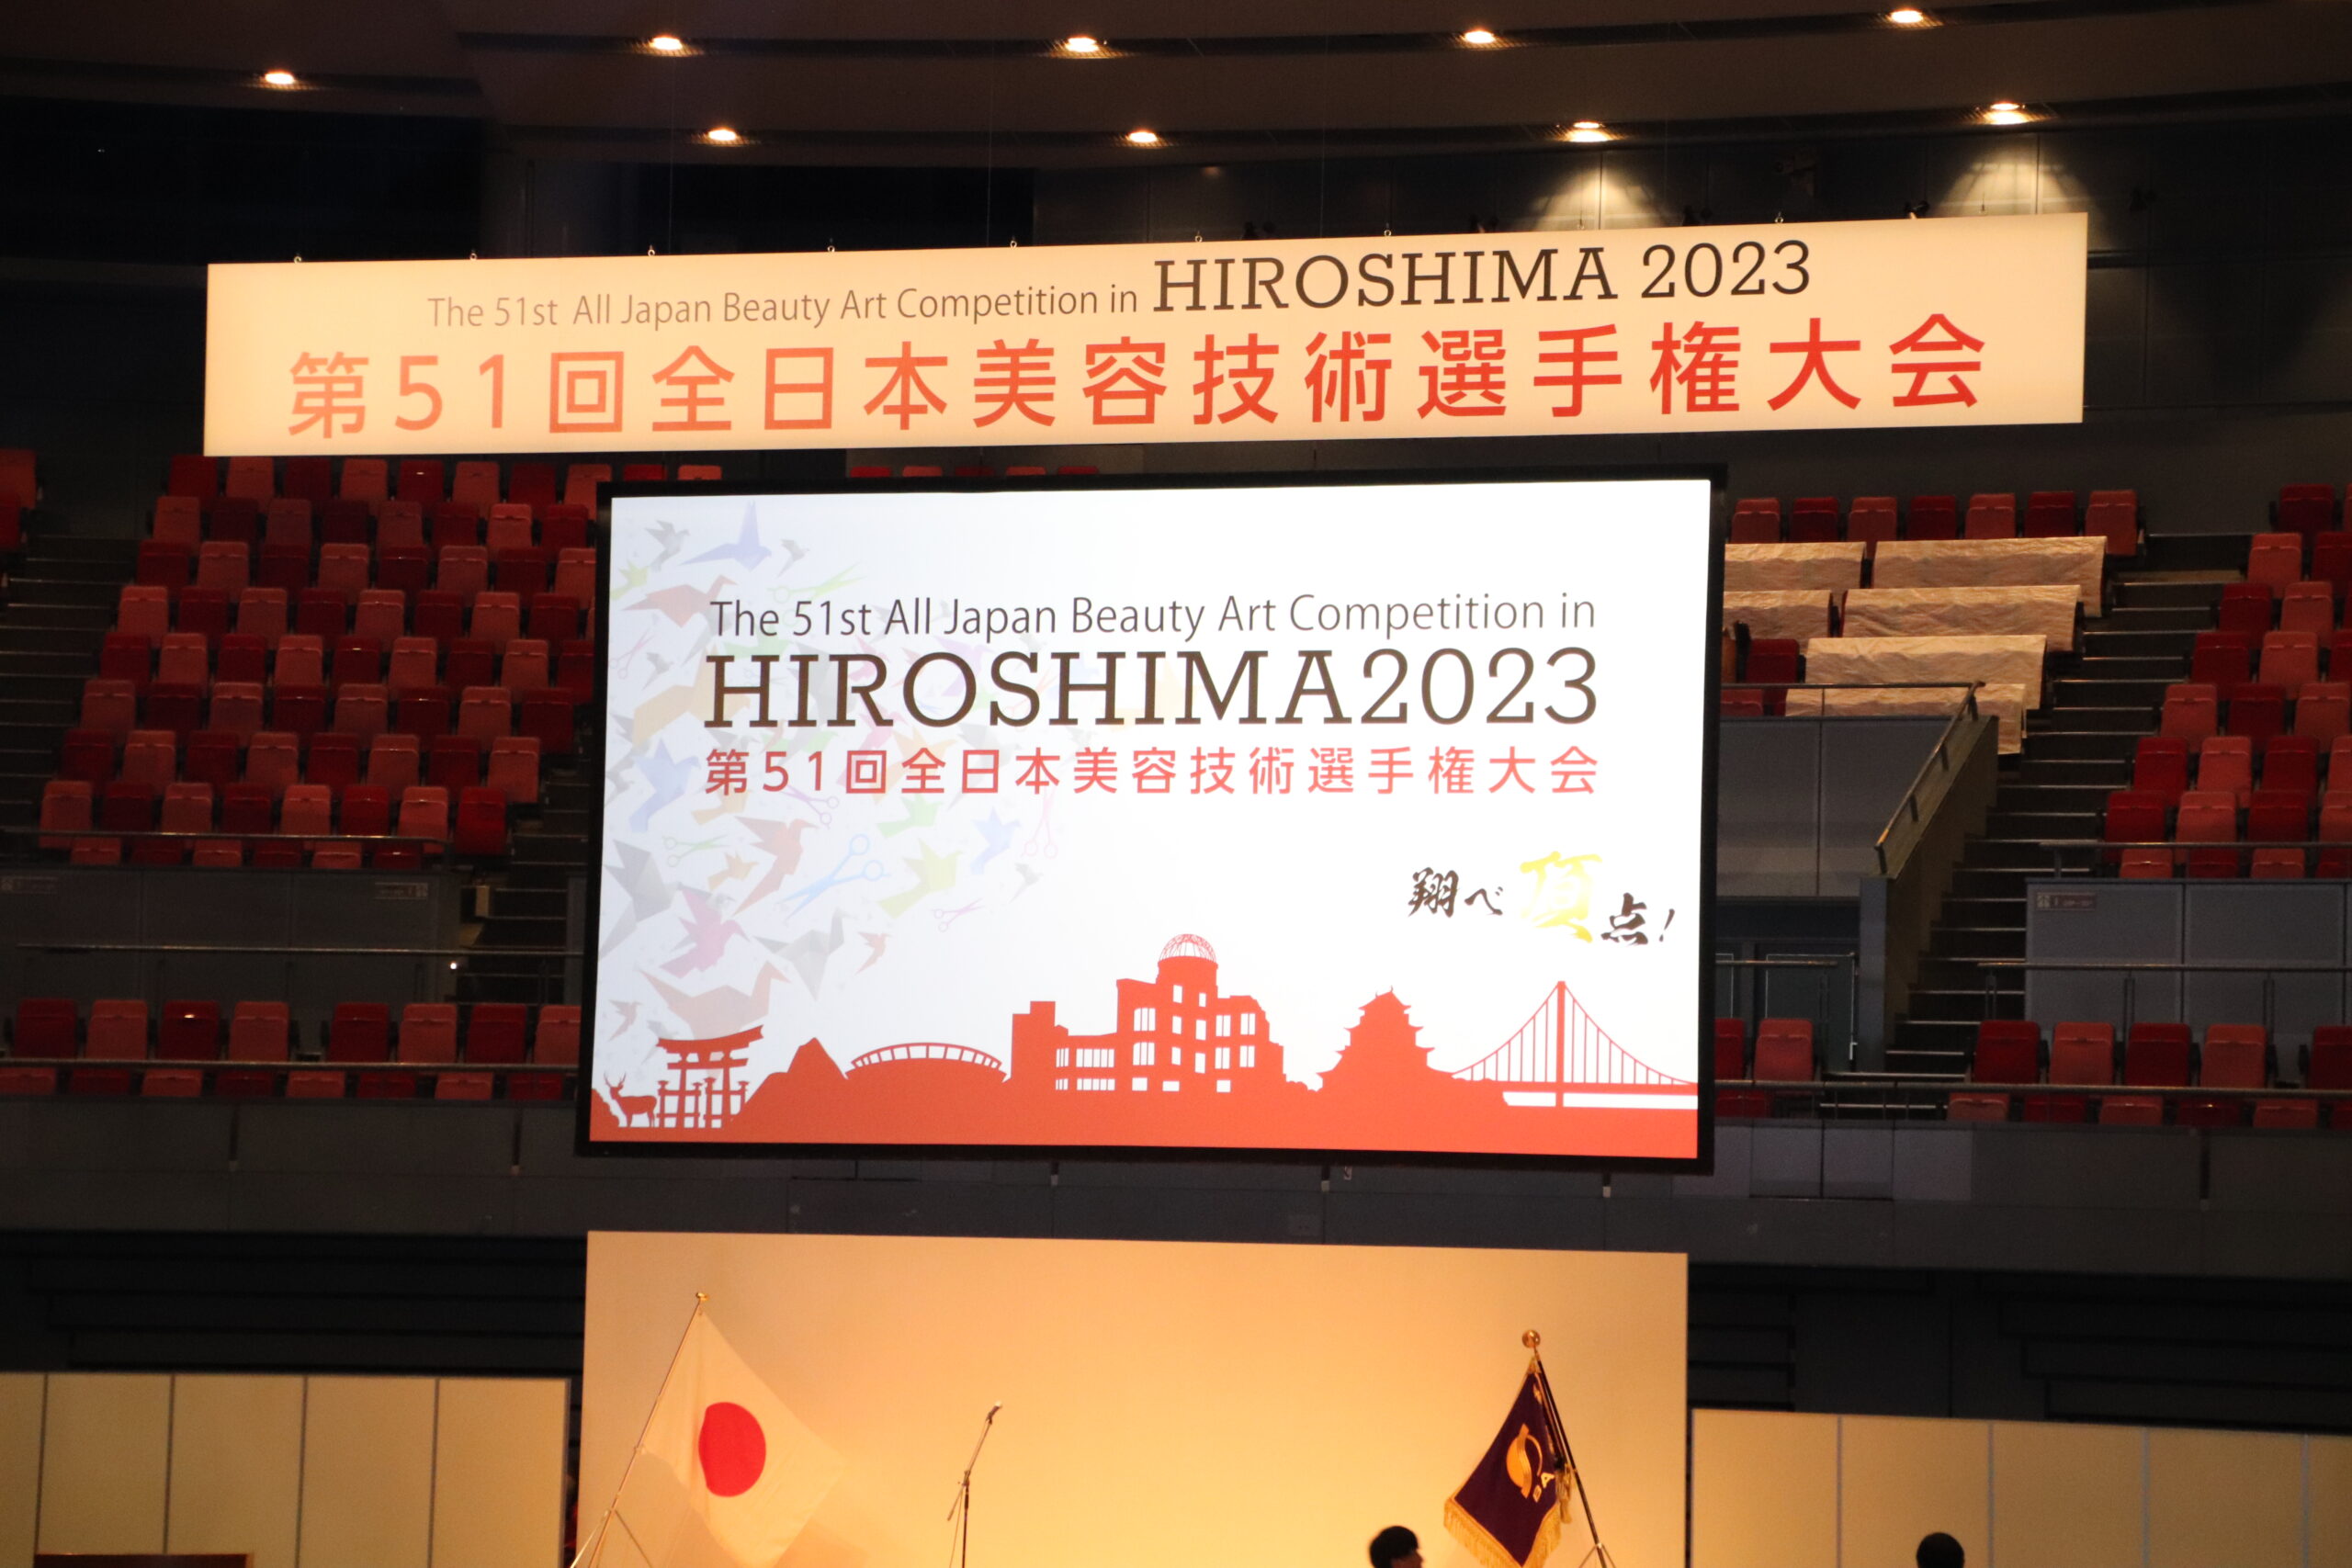 The 51st All Japan Beauty Art Competition in HIROSHIMA 2023
第51回全日本美容技術選手権大会
The 51st All Japan Beauty Art Competition in
HIROSHIMA2023
第51回全日本美容技術選手権大会
翔べ頂点!